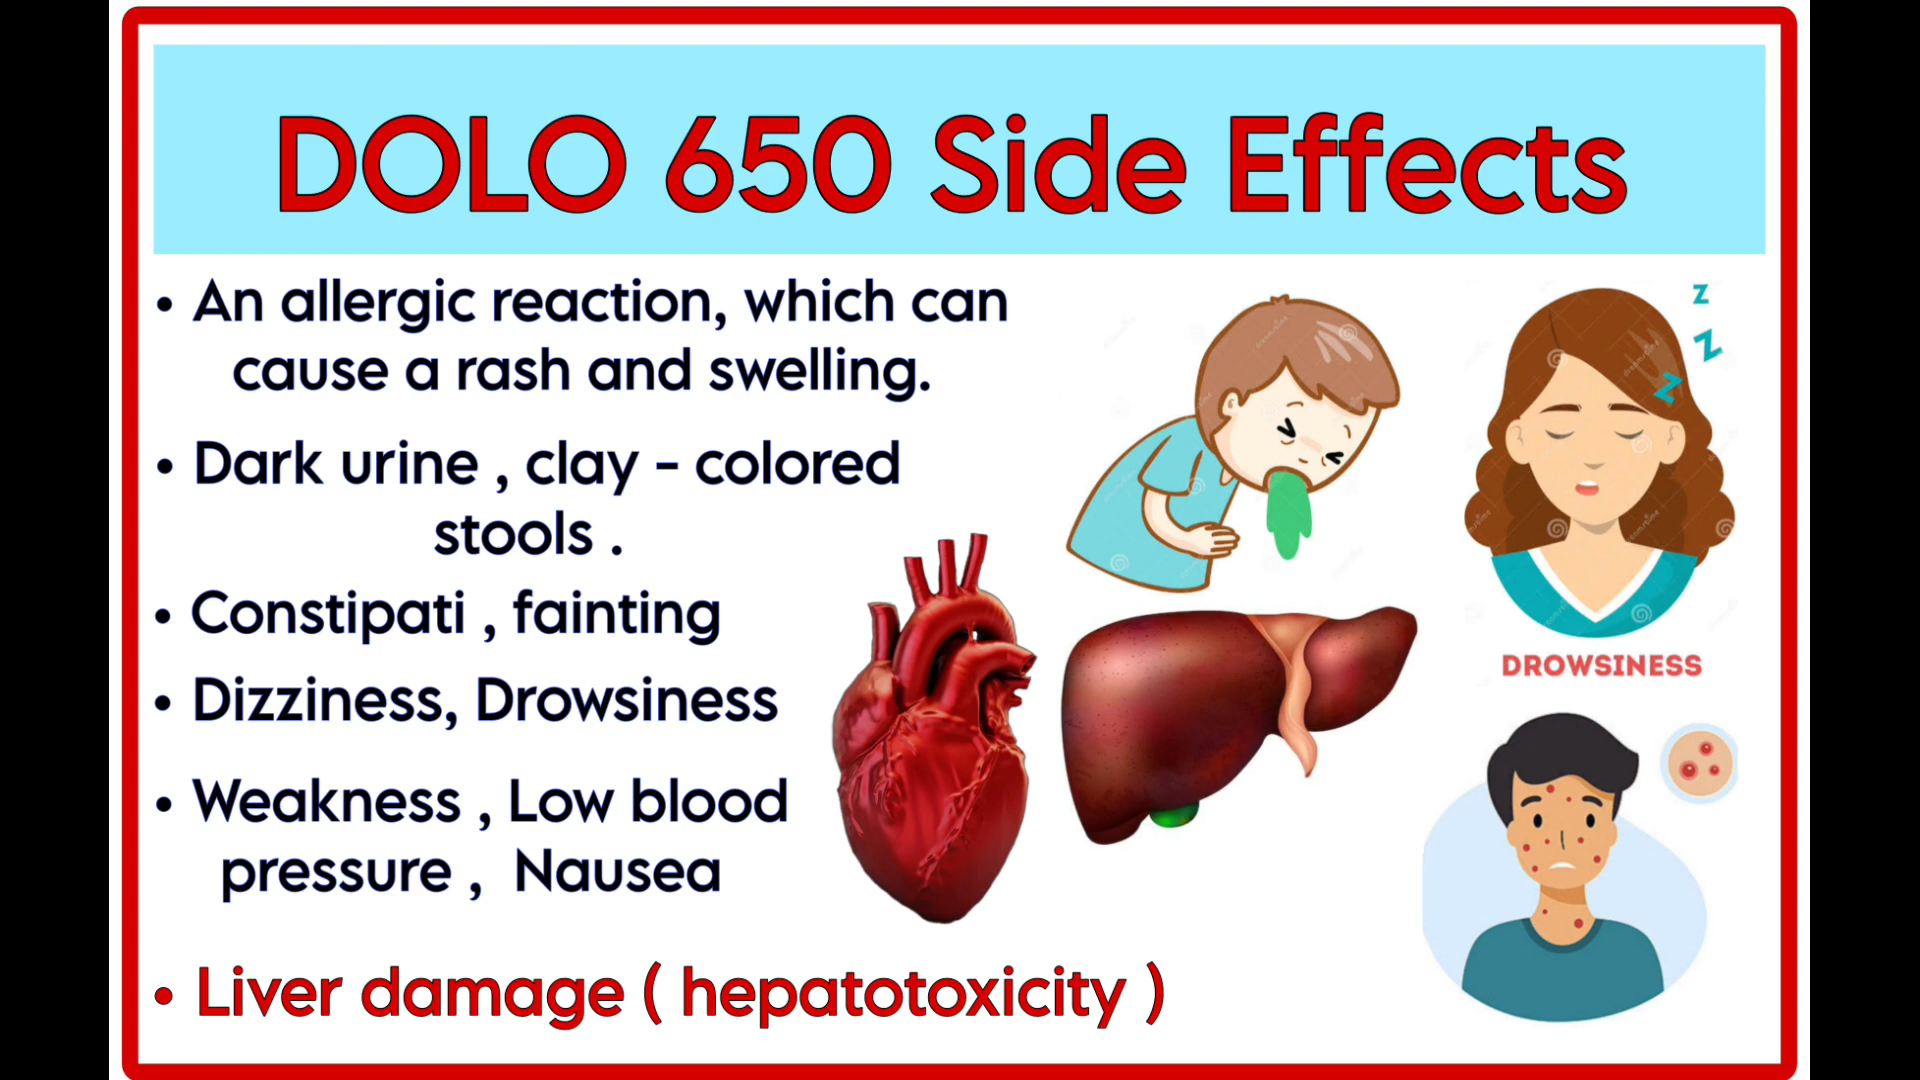 DOLO 650 Side Effects
• An allergic reaction, which can
cause a rash and swelling.
• Dark urine , clay - colored
stools .
• Constipati , fainting
• Dizziness, Drowsiness
• Weakness , Low blood
pressure , Nausea
• Liver damage ( hepatotoxicity )
z
z
z
DROWSINESS